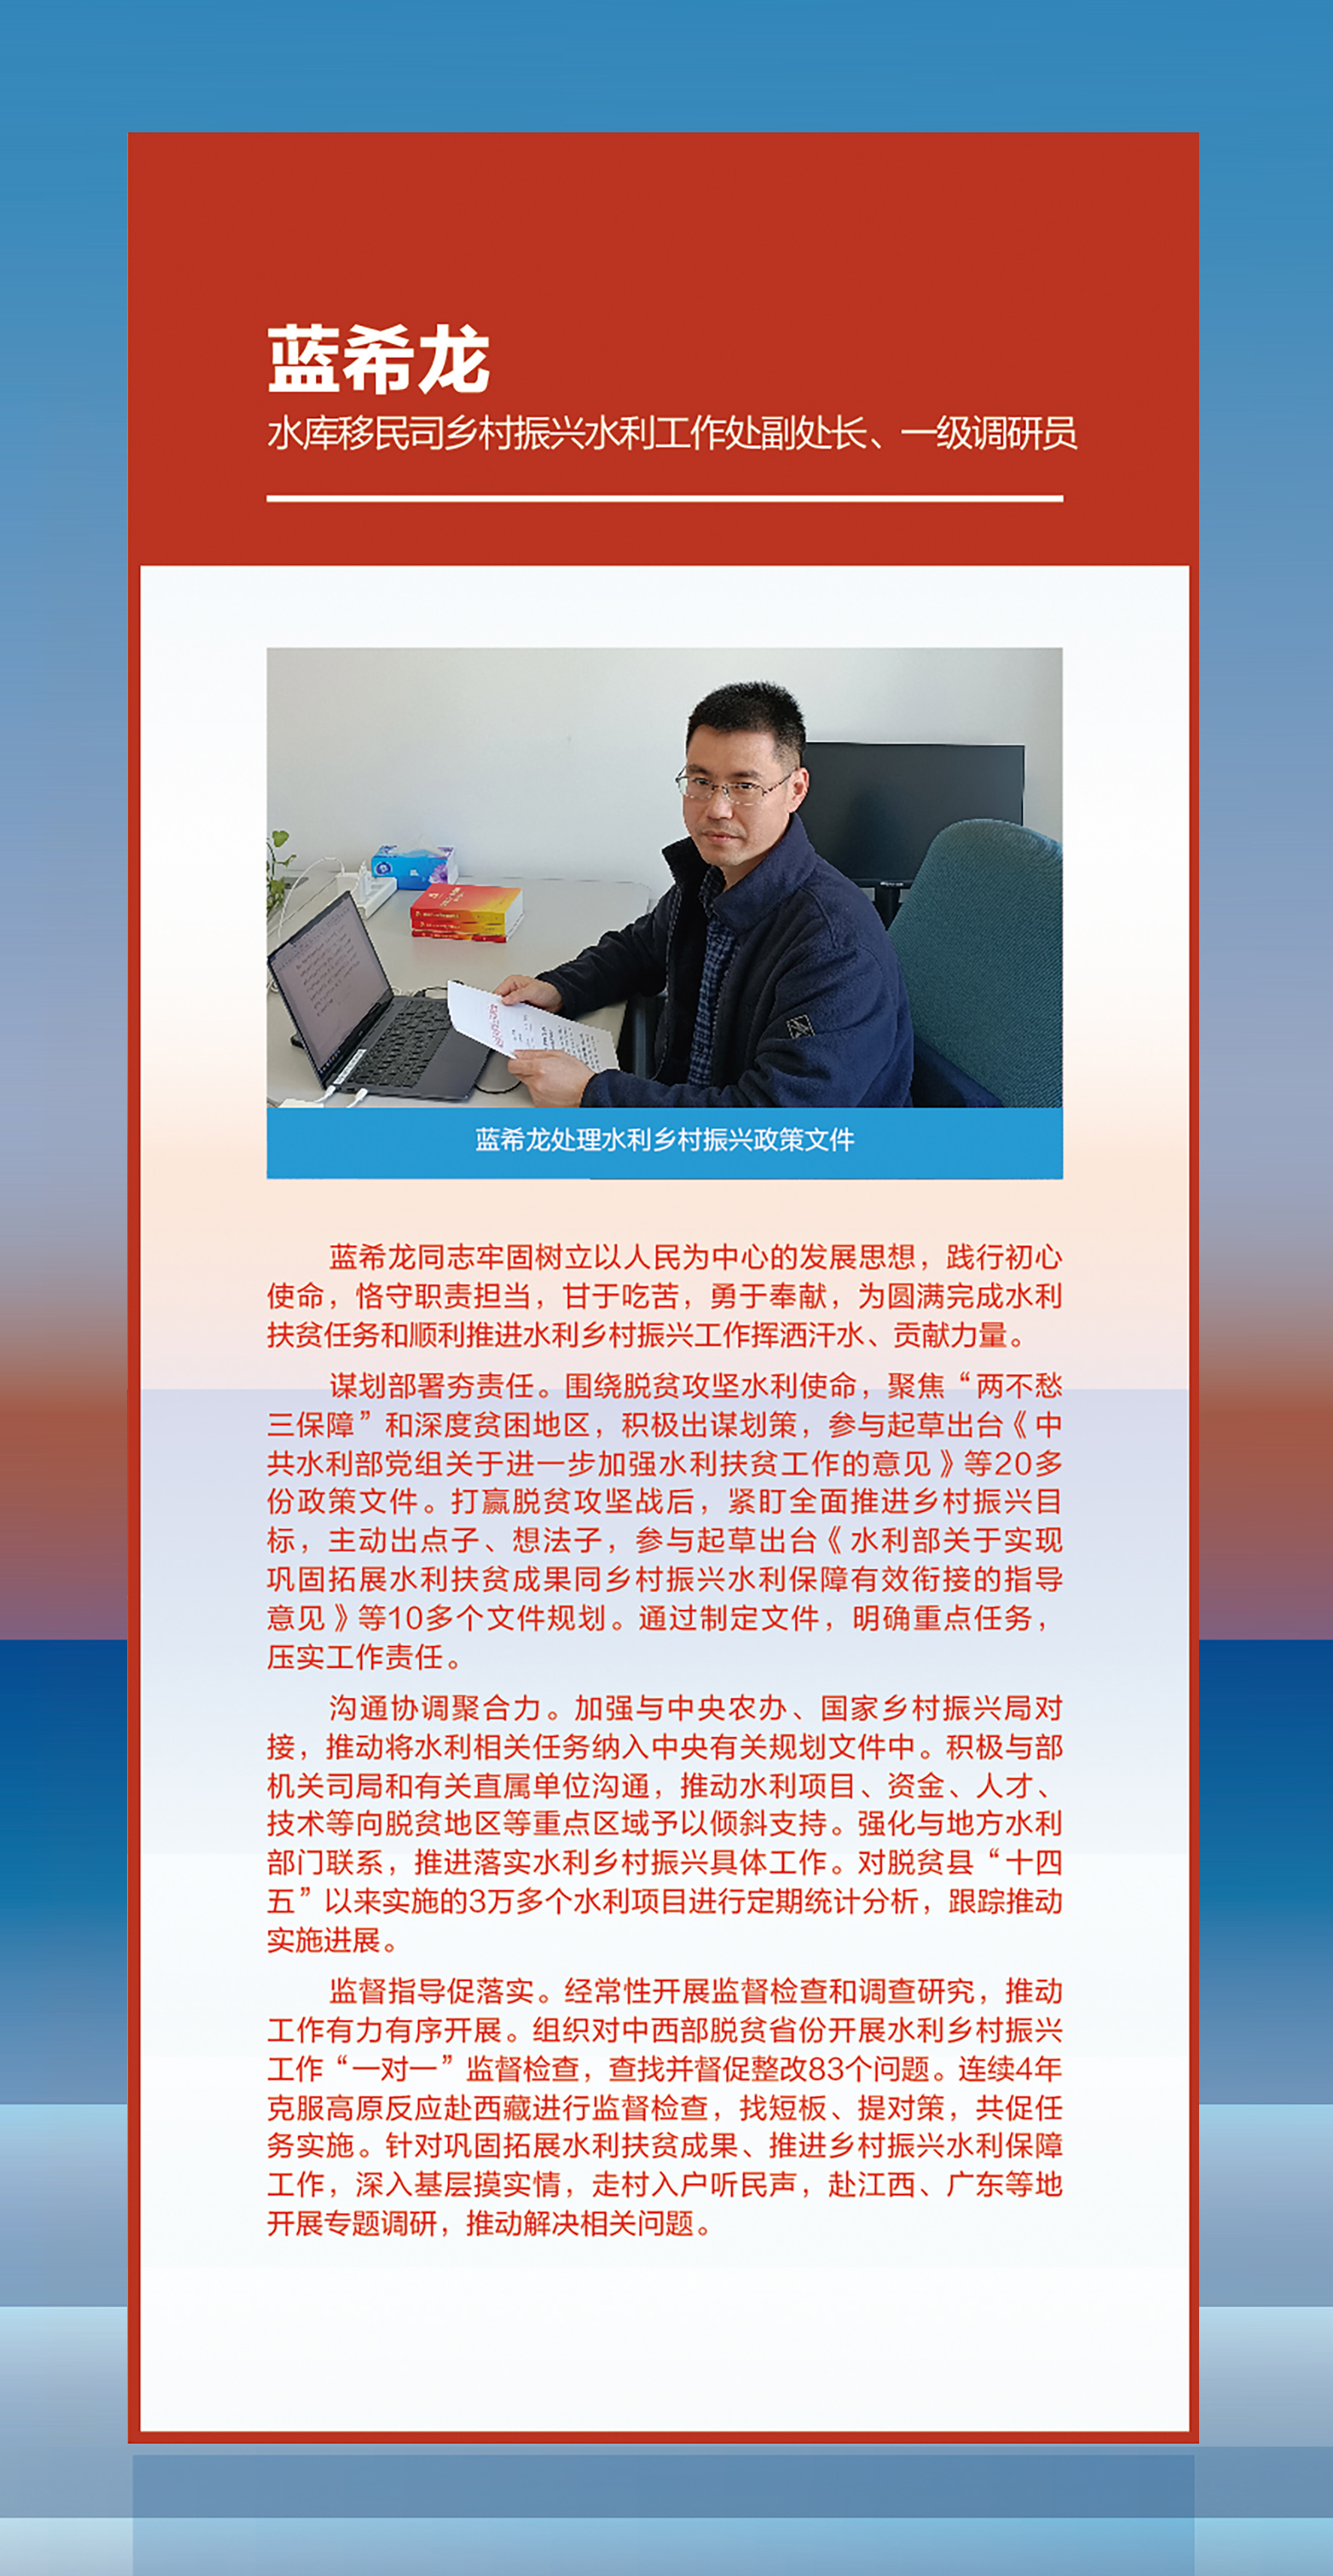 蓝希龙
水库移民司乡村振兴水利工作处副处长、一级调研员
蓝希龙处理水利乡村振兴政策文件
蓝希龙同志牢固树立以人民为中心的发展思想，践行初心
使命，恪守职责担当，甘于吃苦，勇于奉献，为圆满完成水利
扶贫任务和顺利推进水利乡村振兴工作挥洒汗水、贡献力量。
谋划部署夯责任。围绕脱贫攻坚水利使命，聚焦“两不愁
三保障”和深度贫困地区，积极出谋划策，参与起草出台《中
共水利部党组关于进一步加强水利扶贫工作的意见》等20多
份政策文件。打赢脱贫攻坚战后，紧盯全面推进乡村振兴目
标，主动出点子、想法子，参与起草出台《水利部关于实现
巩固拓展水利扶贫成果同乡村振兴水利保障有效衔接的指导
意见》等10多个文件规划。通过制定文件，明确重点任务，
压实工作责任。
沟通协调聚合力。加强与中央农办、国家乡村振兴局对
接，推动将水利相关任务纳入中央有关规划文件中。积极与部
机关司局和有关直属单位沟通，推动水利项目、资金、人才、
技术等向脱贫地区等重点区域予以倾斜支持。强化与地方水利
部门联系，推进落实水利乡村振兴具体工作。对脱贫县“十四
五”以来实施的3万多个水利项目进行定期统计分析，跟踪推动
实施进展。
监督指导促落实。经常性开展监督检查和调查研究，推动
工作有力有序开展。组织对中西部脱贫省份开展水利乡村振兴
工作“一对一”监督检查，查找并督促整改83个问题。连续4年
克服高原反应赴西藏进行监督检查，找短板、提对策，共促任
务实施。针对巩固拓展水利扶贫成果、推进乡村振兴水利保障
工作，深入基层摸实情，走村入户听民声，赴江西、广东等地
开展专题调研，推动解决相关问题。